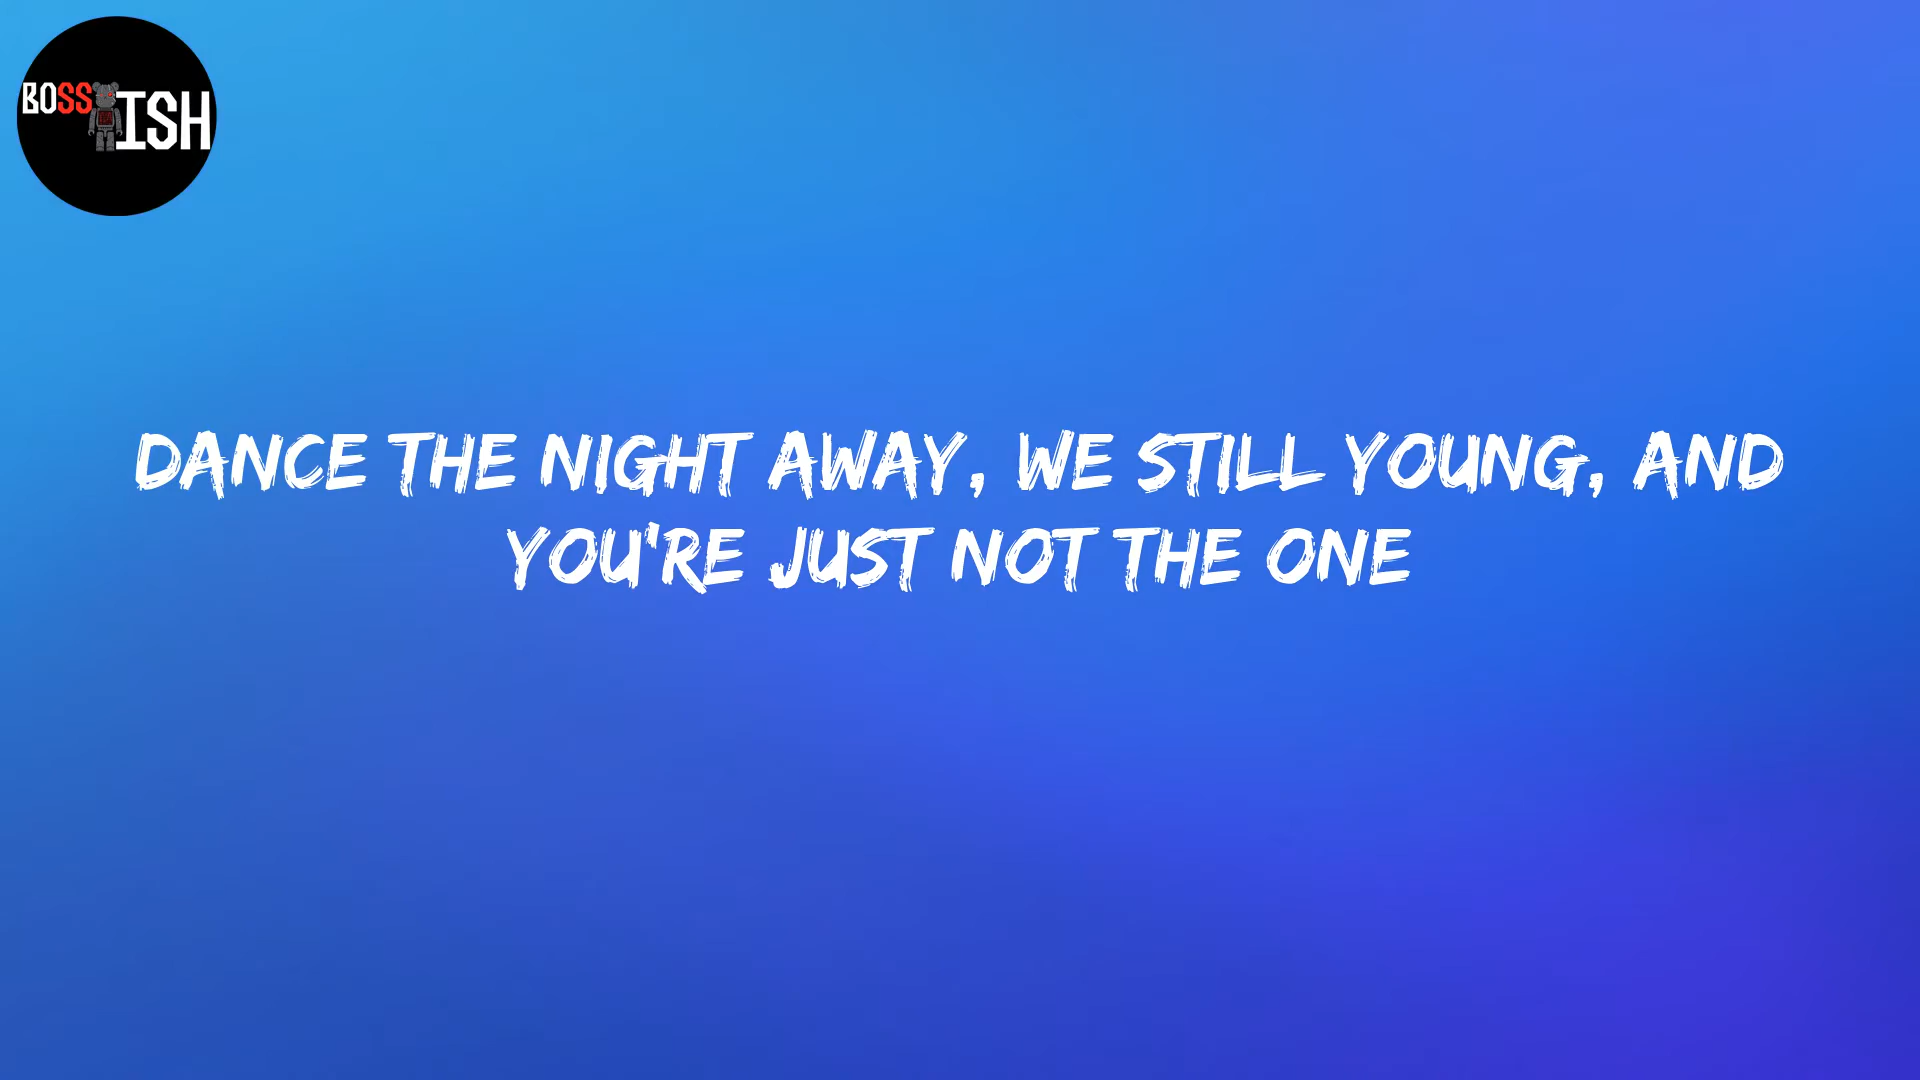 BOSS ISH
DANCE THE NIGHT AWAY, WE STILL YOUNG, AND
YOU'RE JUST NOT THE ONE